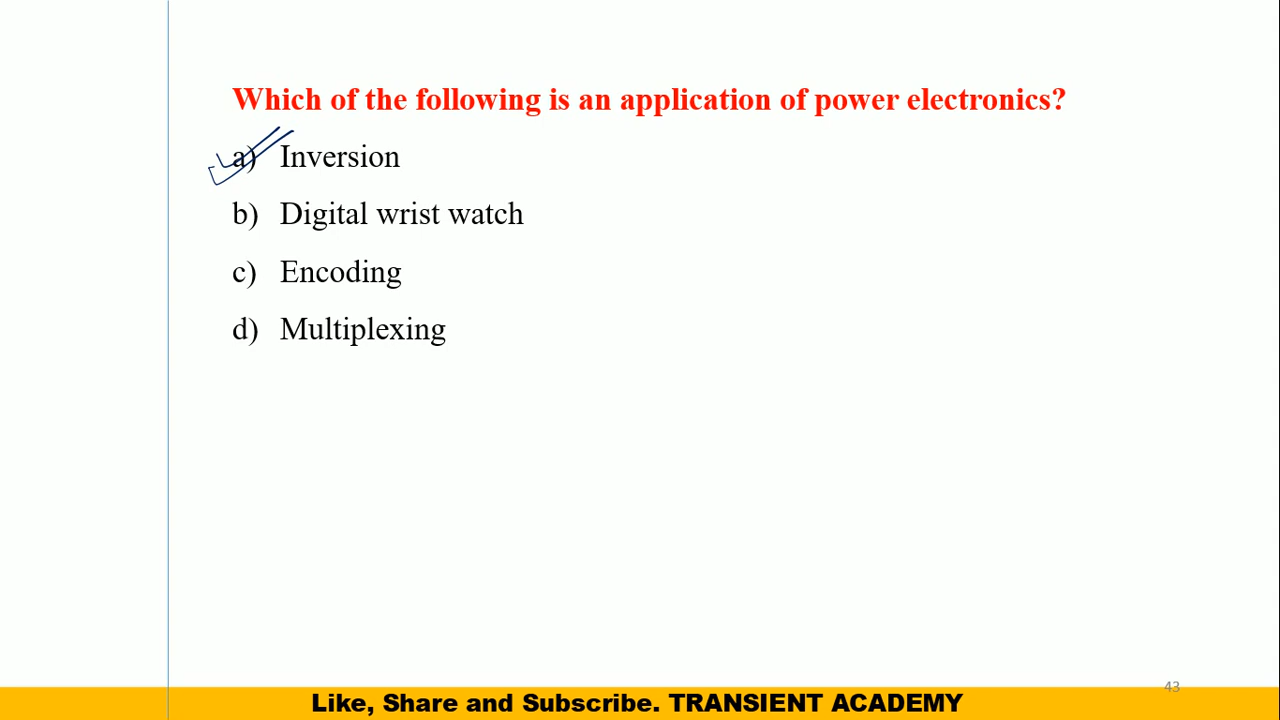 Which of the following is an application of power electronics?
a) Inversion
b) Digital wrist watch
c) Encoding
d) Multiplexing
43
Like, Share and Subscribe. TRANSIENT ACADEMY